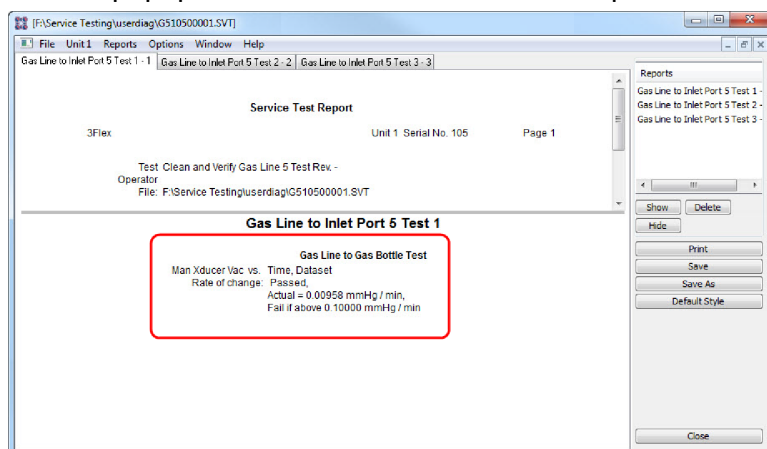 [F:\Service Testing\userdiag\G510500001.SVT]
File Unit 1 Reports Options Window Help
Gas Line to Inlet Port 5 Test 1 - 1 Gas Line to Inlet Port 5 Test 2 - 2 Gas Line to Inlet Port 5 Test 3 - 3
Service Test Report
3Flex Unit 1 Serial No. 105 Page 1
Test Clean and Verify Gas Line 5 Test Rev. -
Operator
File: F:\Service Testing\userdiag\G510500001.SVT
Gas Line to Inlet Port 5 Test 1
Gas Line to Gas Bottle Test
Man Xducer Vac vs. Time, Dataset
Rate of change: Passed,
Actual = 0.00958 mmHg / min,
Fail if above 0.10000 mmHg / min
Reports
Gas Line to Inlet Port 5 Test 1 -
Gas Line to Inlet Port 5 Test 2 -
Gas Line to Inlet Port 5 Test 3 -
Show Delete
Hide
Print
Save
Save As
Default Style
Close